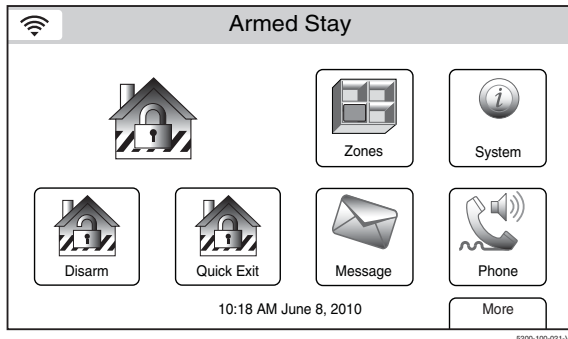 Armed Stay
Zones
System
Disarm
Quick Exit
Message
Phone
10:18 AM June 8, 2010
More